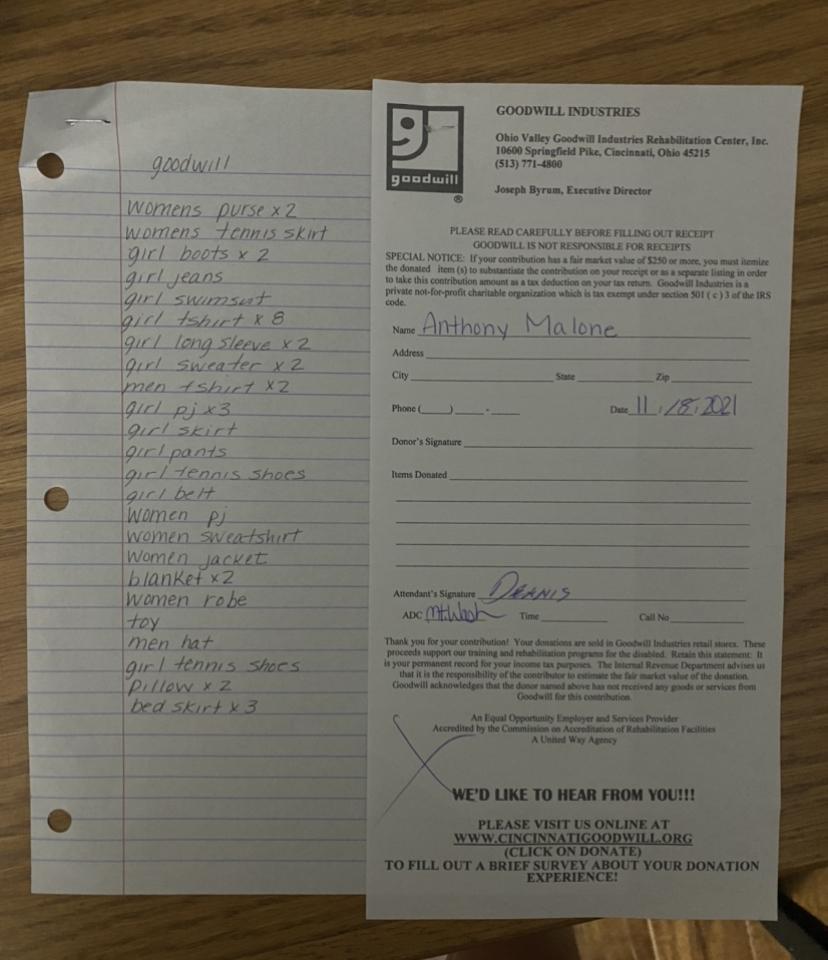 goodwill
womens purse x 2
womens tennis skirt
girl boots x 2
girl jeans
girl swimsuit
girl tshirt x 8
girl long sleeve x 2
girl sweater x 2
men tshirt x2
girl pj x3
girl skirt
girl pants
girl tennis shoes
girl belt
women pj
women sweatshirt
women jacket
blanket x2
women robe
toy
men hat
girl tennis shoes
pillow x 2
bed skirt x 3
goodwill
®
GOODWILL INDUSTRIES
Ohio Valley Goodwill Industries Rehabilitation Center, Inc.
10600 Springfield Pike, Cincinnati, Ohio 45215
(513) 771-4800
Joseph Byrum, Executive Director
PLEASE READ CAREFULLY BEFORE FILLING OUT RECEIPT
GOODWILL IS NOT RESPONSIBLE FOR RECEIPTS
SPECIAL NOTICE: If your contribution has a fair market value of $250 or more, you must itemize
the donated item (s) to substantiate the contribution on your receipt or as a separate listing in order
to take this contribution amount as a tax deduction on your tax return. Goodwill Industries is a
private not-for-profit charitable organization which is tax exempt under section 501 ( c ) 3 of the IRS
code.
Name Anthony Malone
Address
City State Zip
Phone ( ) - Date 11/8/2021
Donor's Signature
Items Donated
Attendant's Signature Dennis
ADC Mt.Wash Time Call No
Thank you for your contribution! Your donations are sold in Goodwill Industries retail stores. These
proceeds support our training and rehabilitation programs for the disabled. Retain this statement: It
is your permanent record for your income tax purposes. The Internal Revenue Department advises us
that it is the responsibility of the contributor to estimate the fair market value of the donation.
Goodwill acknowledges that the donor named above has not received any goods or services from
Goodwill for this contribution.
An Equal Opportunity Employer and Services Provider
Accredited by the Commission on Accreditation of Rehabilitation Facilities
A United Way Agency
WE'D LIKE TO HEAR FROM YOU!!!
PLEASE VISIT US ONLINE AT
WWW.CINCINNATIGOODWILL.ORG
(CLICK ON DONATE)
TO FILL OUT A BRIEF SURVEY ABOUT YOUR DONATION
EXPERIENCE!